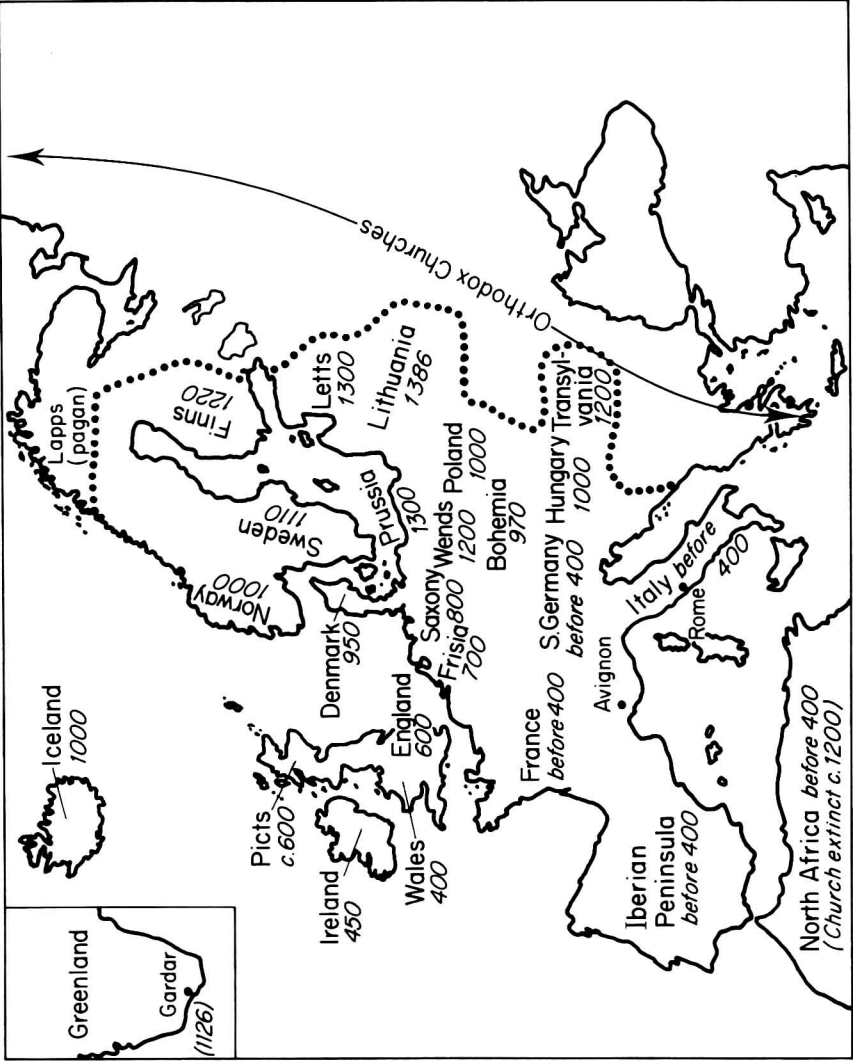 Greenland
Gardar
(1126)
Iceland
1000
Lapps
(pagan)
Norway
1000
Sweden
1110
Finns
1220
Orthodox Churches
Picts
c.600
Ireland
450
Wales
400
England
600
Denmark
950
Frisia
700
Saxony
800
Wends
1200
Prussia
1300
Poland
1000
Bohemia
970
Letts
1300
Lithuania
1386
France
before 400
S.Germany
before 400
Hungary
1000
Transyl-
vania
1200
Avignon
Rome
Italy before
400
Iberian
Peninsula
before 400
North Africa before 400
(Church extinct c.1200)